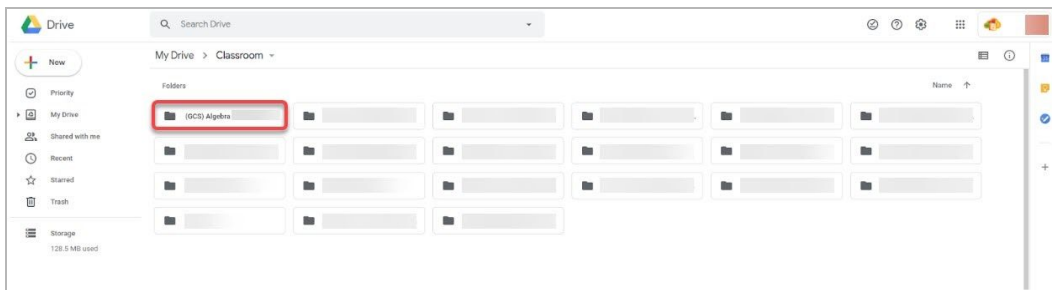 Drive
Search Drive
New
My Drive > Classroom
Priority
Folders
Name
My Drive
(GCS) Algebra
Shared with me
Recent
Starred
Trash
Storage
128.5 MB used